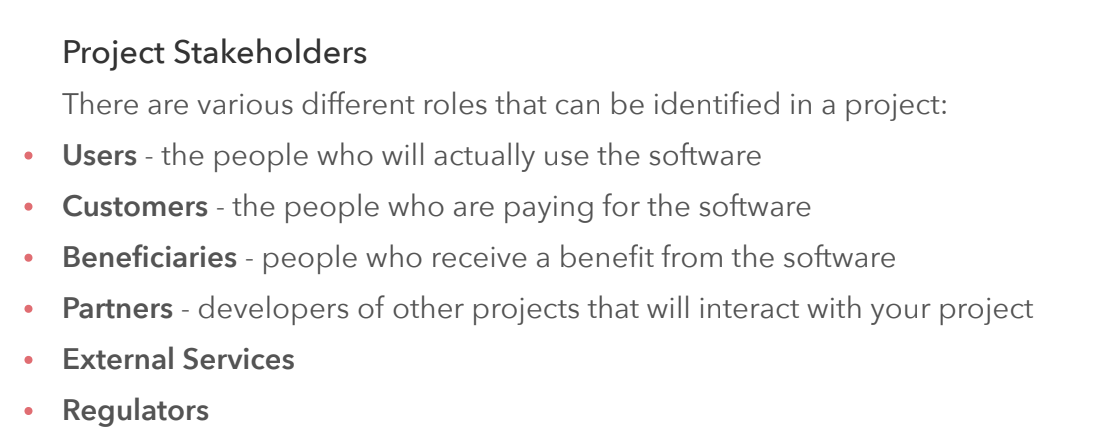 Project Stakeholders
There are various different roles that can be identified in a project:
• Users - the people who will actually use the software
• Customers - the people who are paying for the software
• Beneficiaries - people who receive a benefit from the software
• Partners - developers of other projects that will interact with your project
• External Services
• Regulators